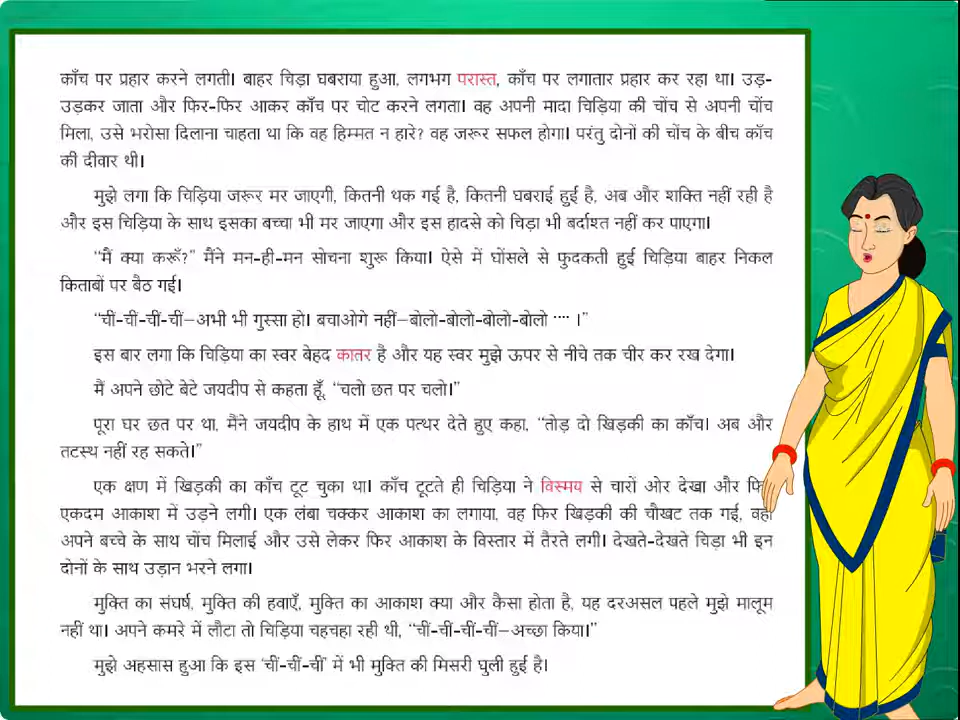 काँच पर प्रहार करने लगती। बाहर चिड़ा घबराया हुआ, लगभग परास्त, काँच पर लगातार प्रहार कर रहा था। उड़-
उड़कर जाता और फिर-फिर आकर काँच पर चोट करने लगता। वह अपनी मादा चिड़िया की चोंच से अपनी चोंच
मिला, उसे भरोसा दिलाना चाहता था कि वह हिम्मत न हारे? वह जरूर सफल होगा। परंतु दोनों की चोंच के बीच काँच
की दीवार थी।
मुझे लगा कि चिड़िया जरूर मर जाएगी, कितनी थक गई है, कितनी घबराई हुई है, अब और शक्ति नहीं रही है
और इस चिड़िया के साथ इसका बच्चा भी मर जाएगा और इस हादसे को चिड़ा भी बर्दाश्त नहीं कर पाएगा।
“मैं क्या करूँ?” मैंने मन-ही-मन सोचना शुरू किया। ऐसे में घोंसले से फुदकती हुई चिड़िया बाहर निकल
किताबों पर बैठ गई।
“चीं-चीं-चीं-चीं–अभी भी गुस्सा हो। बचाओगे नहीं–बोलो-बोलो-बोलो-बोलो ···· ।”
इस बार लगा कि चिड़िया का स्वर बेहद कातर है और यह स्वर मुझे ऊपर से नीचे तक चीर कर रख देगा।
मैं अपने छोटे बेटे जयदीप से कहता हूँ, “चलो छत पर चलो।”
पूरा घर छत पर था, मैंने जयदीप के हाथ में एक पत्थर देते हुए कहा, “तोड़ दो खिड़की का काँच। अब और
तटस्थ नहीं रह सकते।”
एक क्षण में खिड़की का काँच टूट चुका था। काँच टूटते ही चिड़िया ने विस्मय से चारों ओर देखा और
एकदम आकाश में उड़ने लगी। एक लंबा चक्कर आकाश का लगाया, वह फिर खिड़की की चौखट तक गई, वहाँ
अपने बच्चे के साथ चोंच मिलाई और उसे लेकर फिर आकाश के विस्तार में तैरते लगी। देखते-देखते चिड़ा भी इन
दोनों के साथ उड़ान भरने लगा।
मुक्ति का संघर्ष, मुक्ति की हवाएँ, मुक्ति का आकाश क्या और कैसा होता है, यह दरअसल पहले मुझे मालूम
नहीं था। अपने कमरे में लौटा तो चिड़िया चहचहा रही थी, “चीं-चीं-चीं-चीं–अच्छा किया।”
मुझे अहसास हुआ कि इस ‘चीं-चीं-चीं’ में भी मुक्ति की मिसरी घुली हुई है।